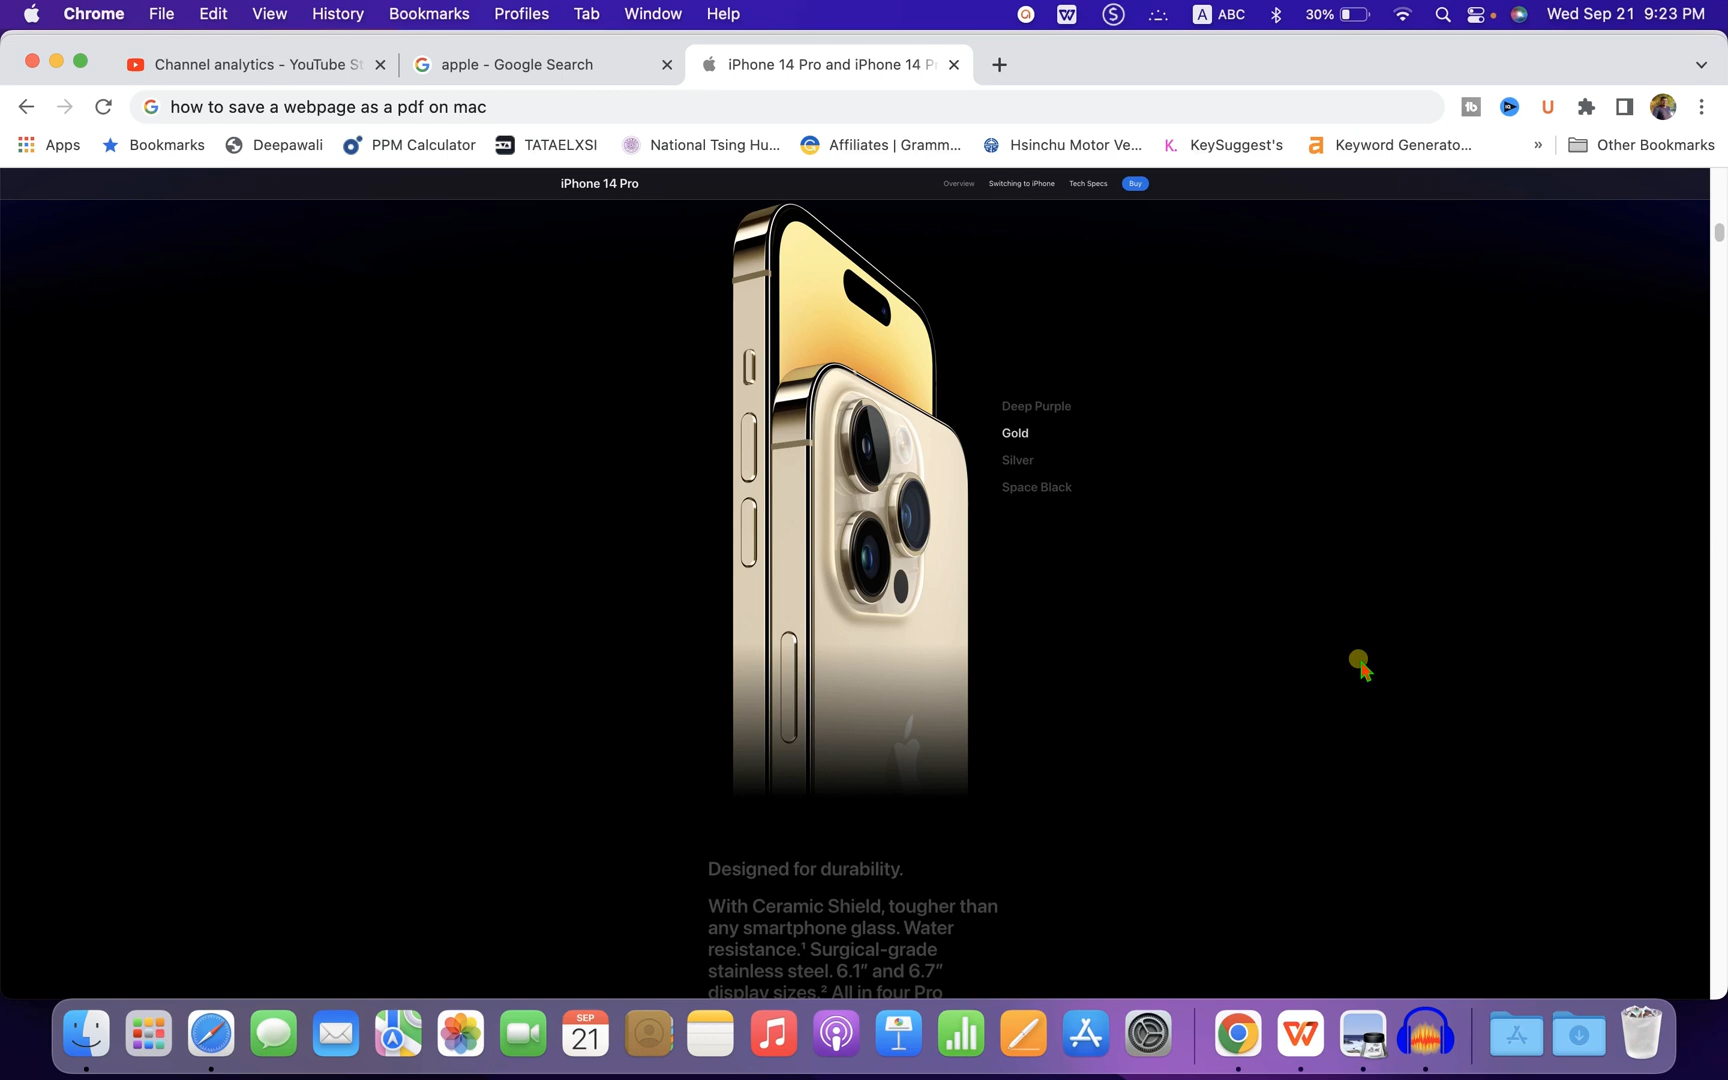 Chrome File Edit View History Bookmarks Profiles Tab Window Help W S A ABC 30% Wed Sep 21 9:23 PM
Channel analytics - YouTube St apple - Google Search iPhone 14 Pro and iPhone 14 P
how to save a webpage as a pdf on mac
Apps Bookmarks Deepawali PPM Calculator TATAELXSI National Tsing Hu... Affiliates | Gramm... Hsinchu Motor Ve... K. KeySuggest's Keyword Generato... » Other Bookmarks
iPhone 14 Pro Overview Switching to iPhone Tech Specs Buy
Deep Purple
Gold
Silver
Space Black
Designed for durability.
With Ceramic Shield, tougher than
any smartphone glass. Water
resistance.¹ Surgical-grade
stainless steel. 6.1″ and 6.7″
display sizes.² All in four Pro
SEP
21